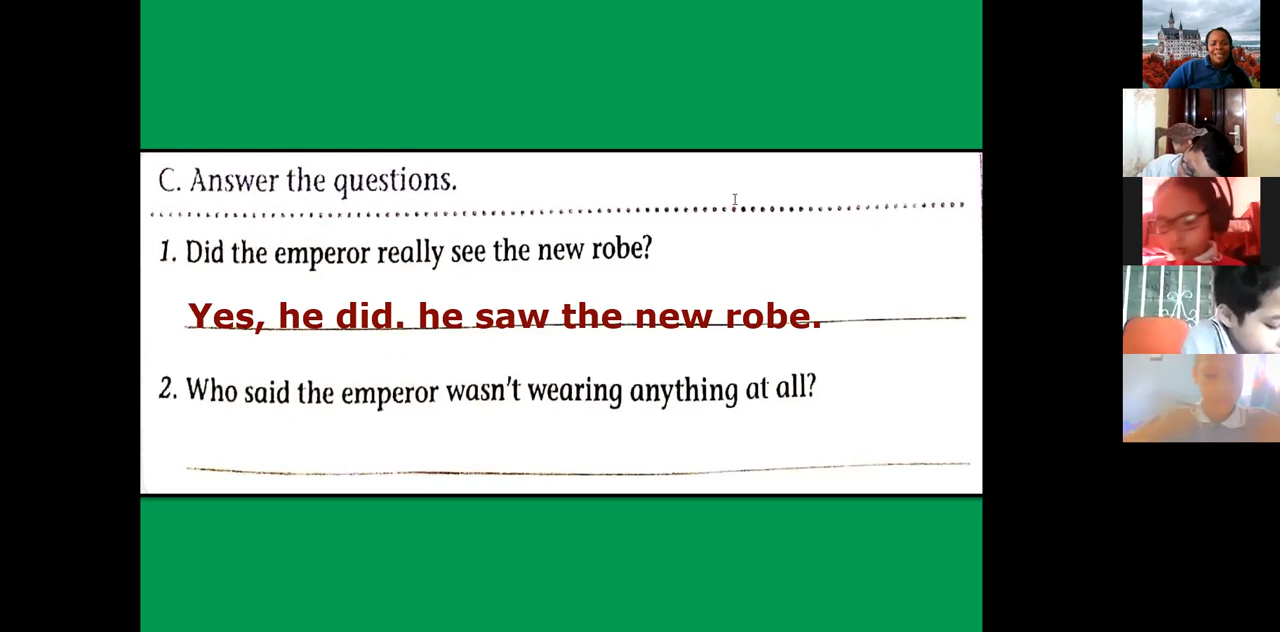 C. Answer the questions.
1. Did the emperor really see the new robe?
Yes, he did. he saw the new robe.
2. Who said the emperor wasn't wearing anything at all?